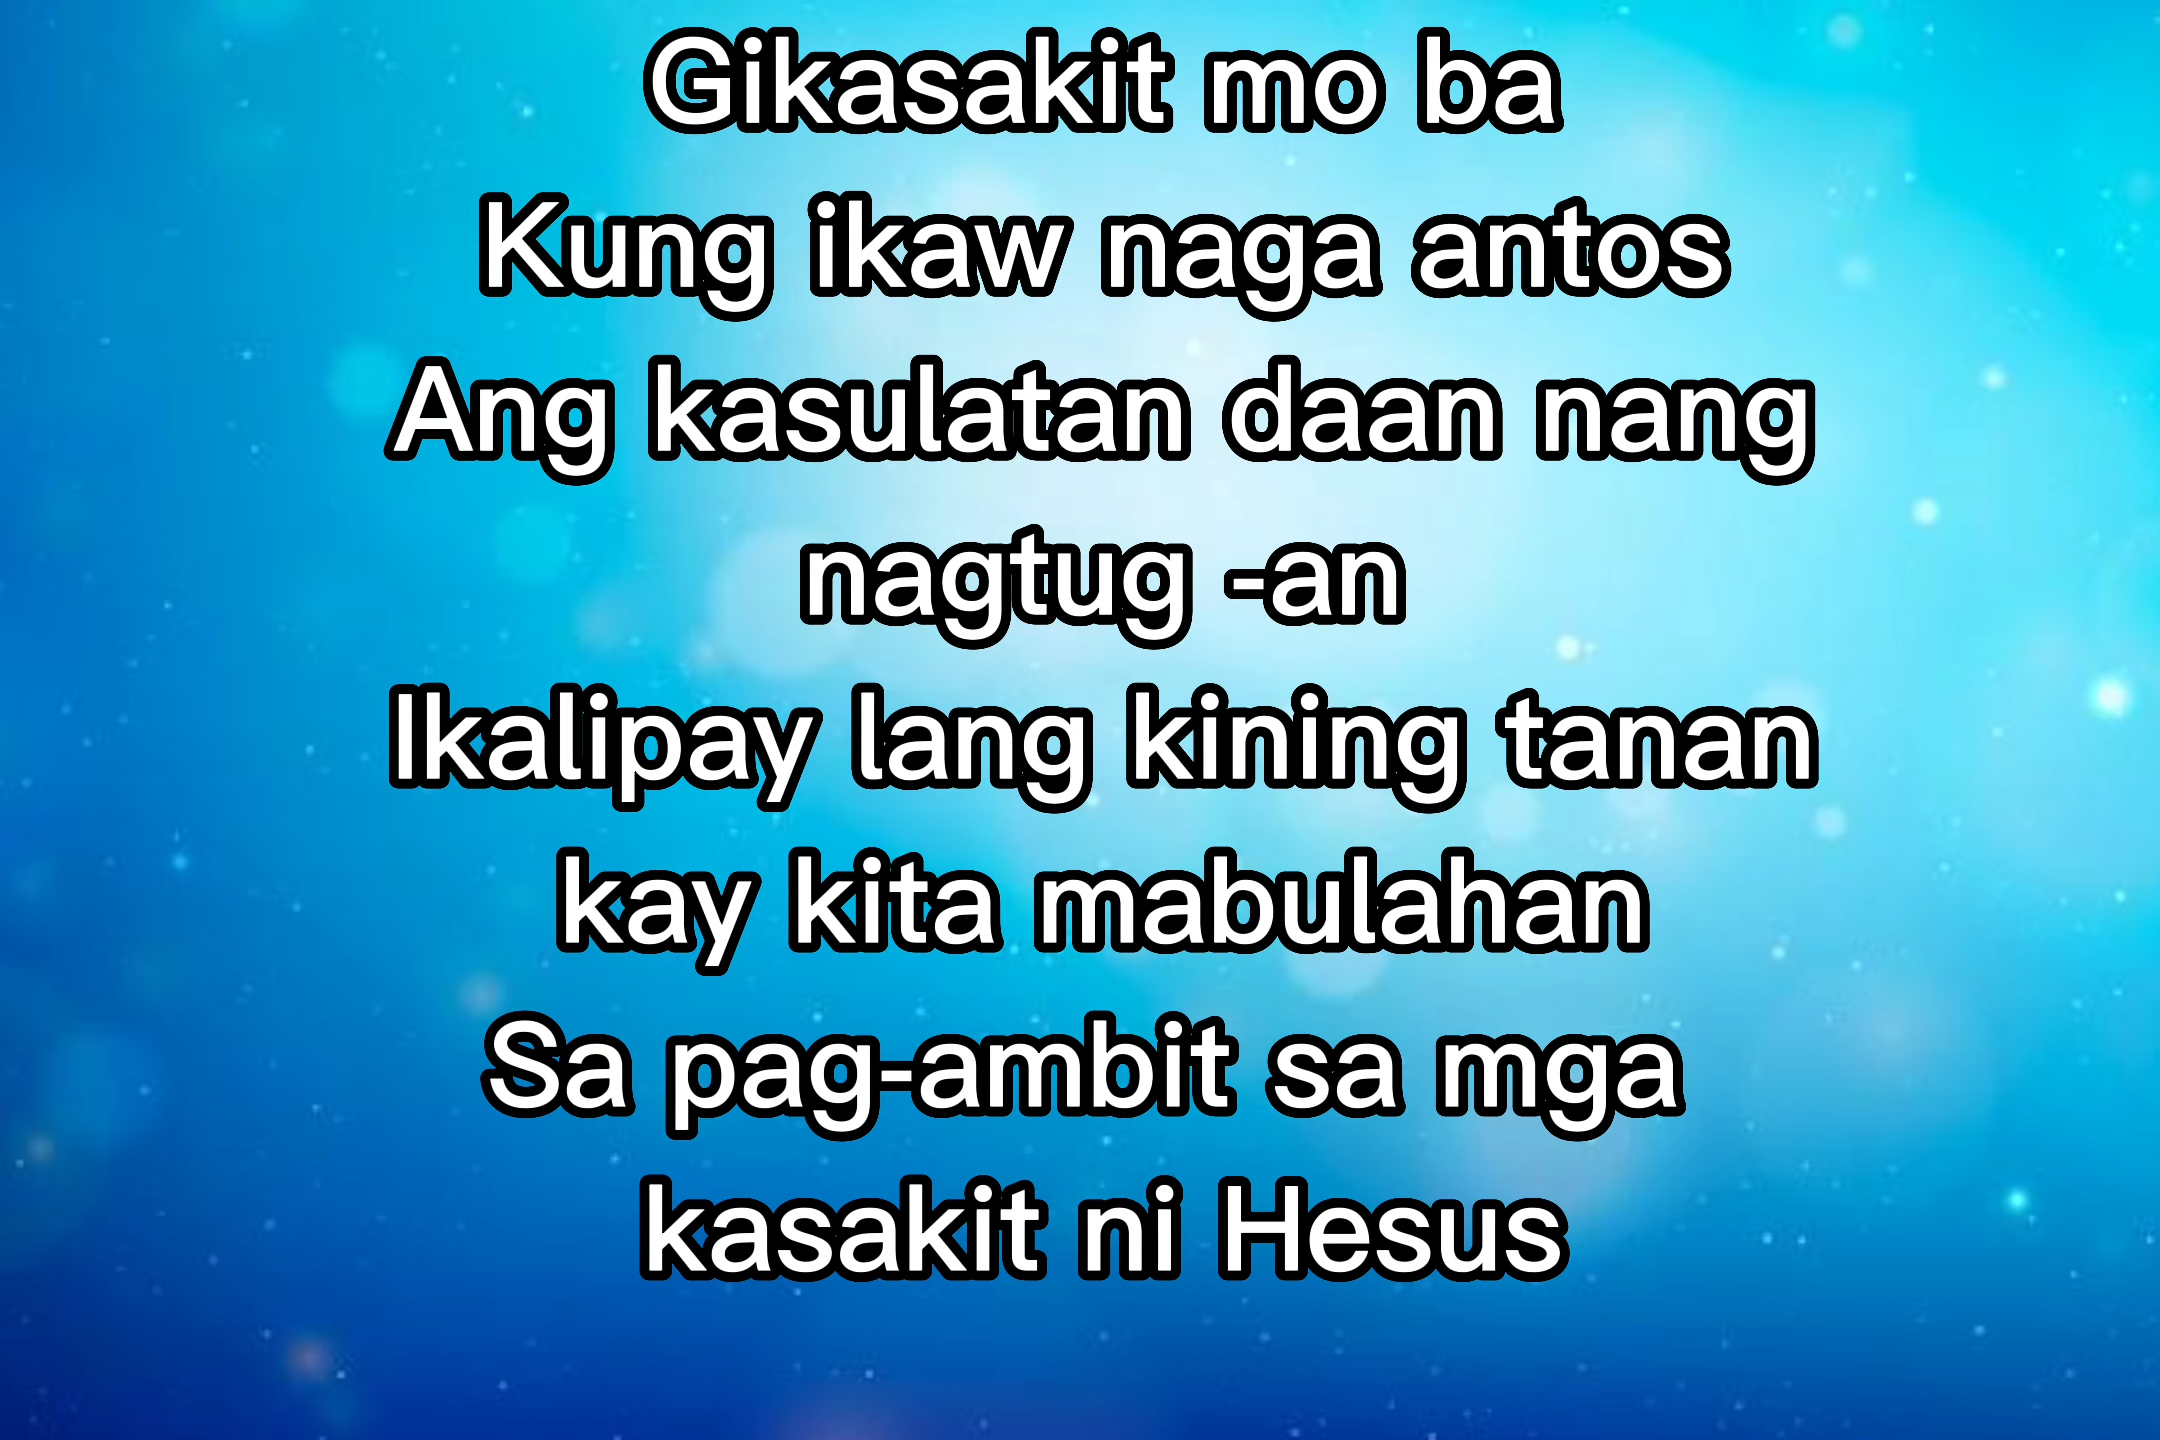 Gikasakit mo ba
Kung ikaw naga antos
Ang kasulatan daan nang
nagtug -an
Ikalipay lang kining tanan
kay kita mabulahan
Sa pag-ambit sa mga
kasakit ni Hesus